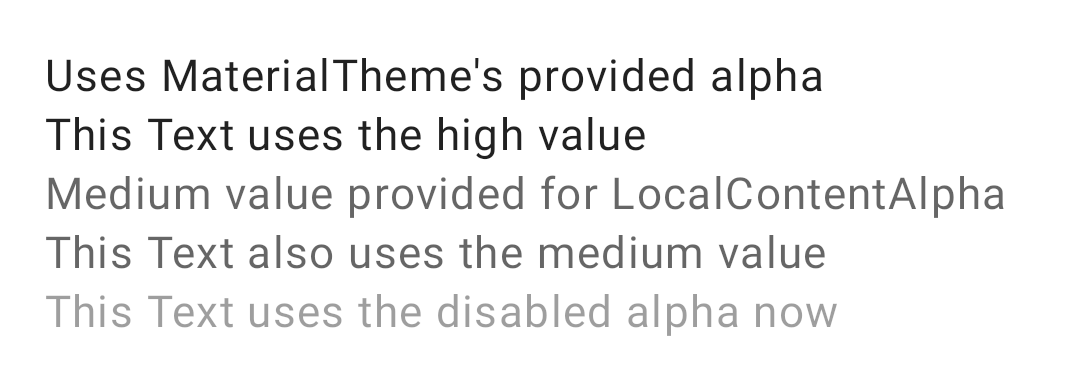 Uses MaterialTheme's provided alpha
This Text uses the high value
Medium value provided for LocalContentAlpha
This Text also uses the medium value
This Text uses the disabled alpha now